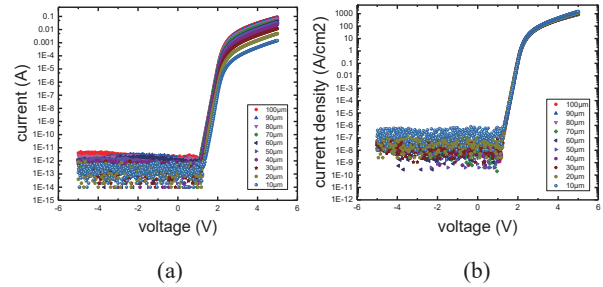 0.1
0.01
0.001
1E-4
1E-5
1E-6
1E-7
1E-8
1E-9
1E-10
1E-11
1E-12
1E-13
1E-14
1E-15
current (A)
-6 -4 -2 0 2 4 6
voltage (V)
100μm
90μm
80μm
70μm
60μm
50μm
40μm
30μm
20μm
10μm
(a)
1000
100
10
1
0.1
0.01
0.001
1E-4
1E-5
1E-6
1E-7
1E-8
1E-9
1E-10
1E-11
1E-12
current density (A/cm2)
-6 -4 -2 0 2 4 6
voltage (V)
100μm
90μm
80μm
70μm
60μm
50μm
40μm
30μm
20μm
10μm
(b)